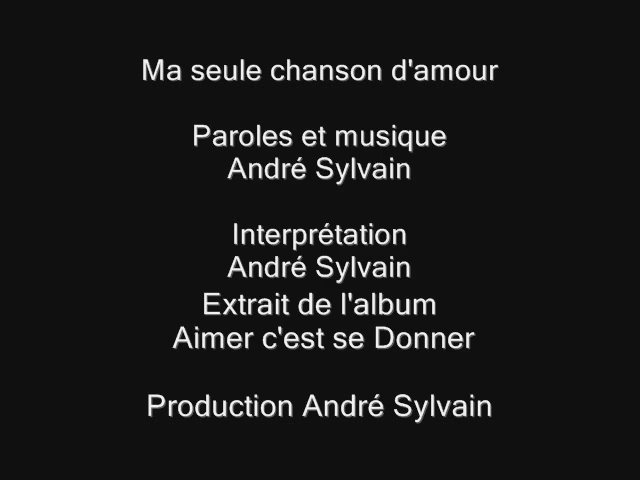 Ma seule chanson d'amour
Paroles et musique
André Sylvain
Interprétation
André Sylvain
Extrait de l'album
Aimer c'est se Donner
Production André Sylvain